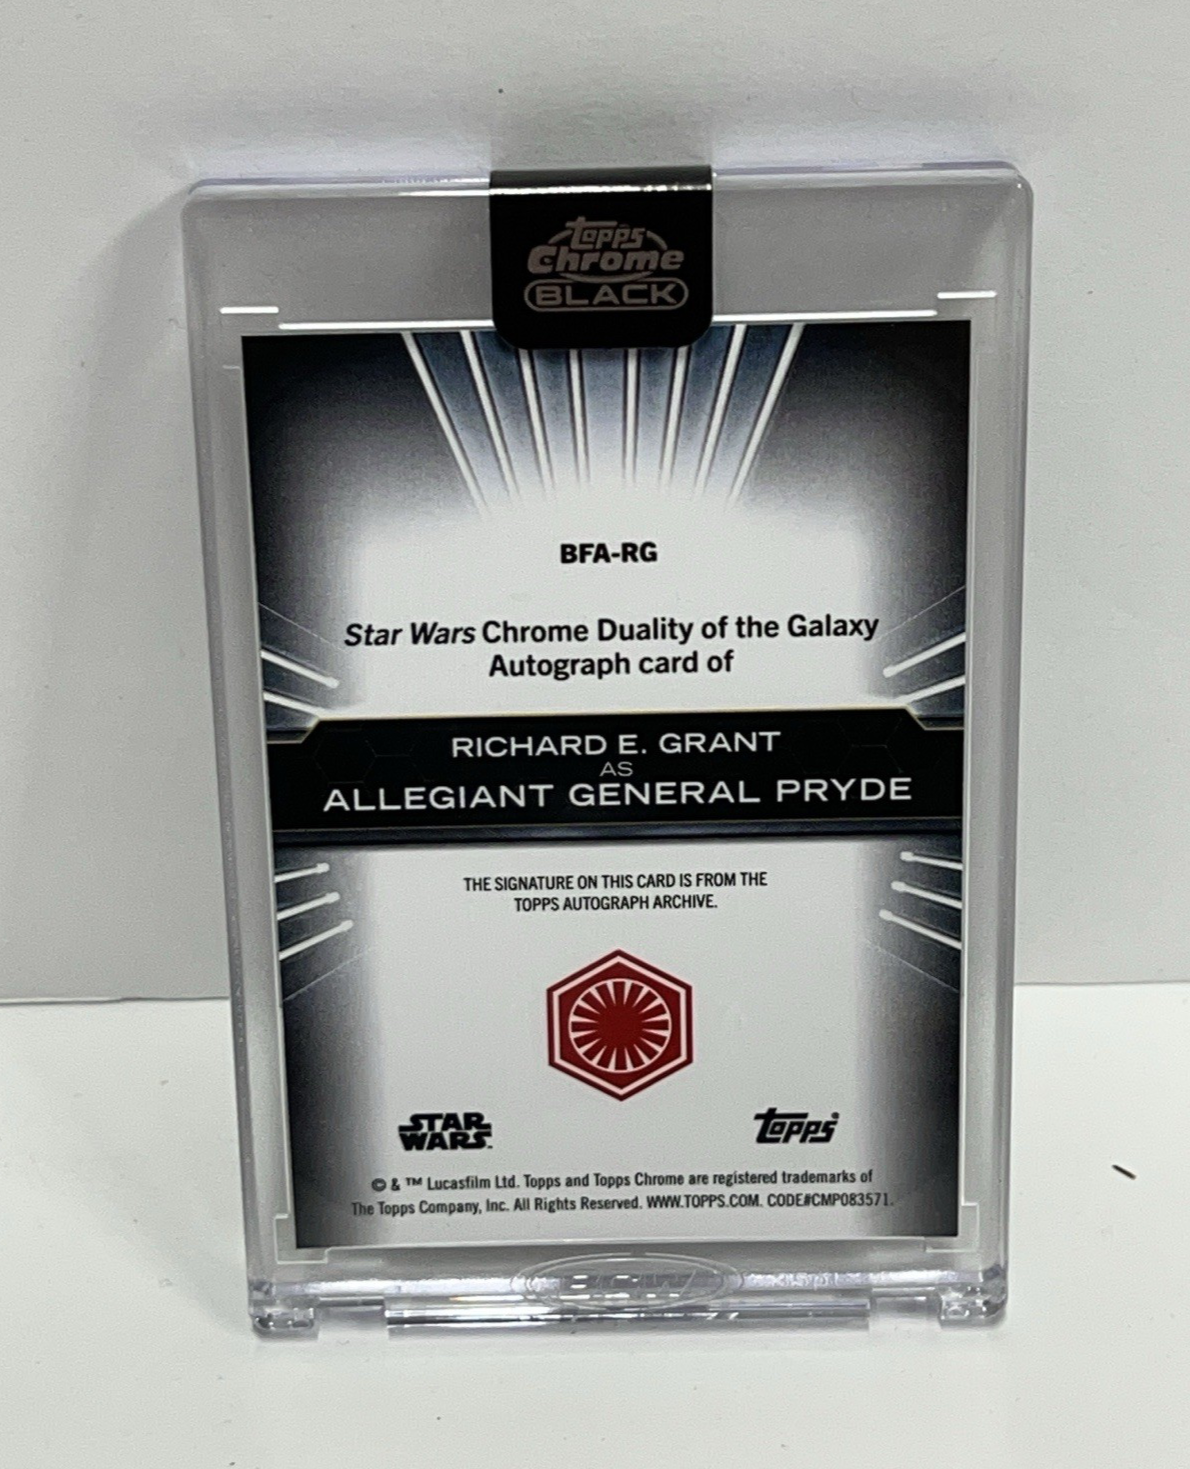 Topps
Chrome
BLACK
BFA-RG
Star Wars Chrome Duality of the Galaxy
Autograph card of
RICHARD E. GRANT
AS
ALLEGIANT GENERAL PRYDE
THE SIGNATURE ON THIS CARD IS FROM THE
TOPPS AUTOGRAPH ARCHIVE.
STAR
WARS™
Topps®
© & ™ Lucasfilm Ltd. Topps and Topps Chrome are registered trademarks of
The Topps Company, Inc. All Rights Reserved. WWW.TOPPS.COM. CODE#CMP083571.